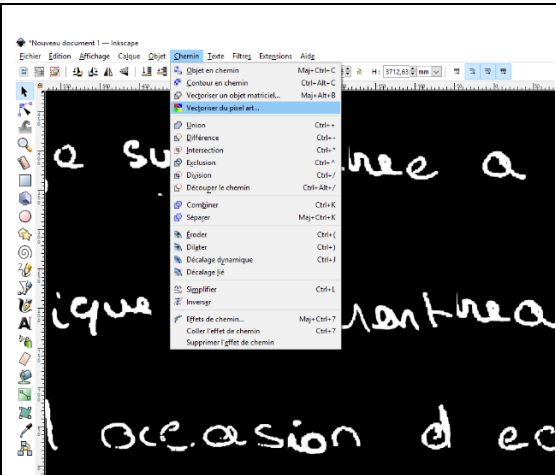 *Nouveau document 1 — Inkscape
Fichier Édition Affichage Calque Objet Chemin Texte Filtres Extensions Aide
H: 3712,63 mm
Objet en chemin Maj+Ctrl+C
Contour en chemin Ctrl+Alt+C
Vectoriser un objet matriciel... Maj+Alt+B
Vectoriser du pixel art...
Union Ctrl++
Différence Ctrl+-
Intersection Ctrl+*
Exclusion Ctrl+^
Division Ctrl+/
Découper le chemin Ctrl+Alt+/
Combiner Ctrl+K
Séparer Maj+Ctrl+K
Éroder Ctrl+(
Dilater Ctrl+)
Décalage dynamique Ctrl+J
Décalage lié
Simplifier Ctrl+L
Inverser
Effets de chemin... Maj+Ctrl+7
Coller l'effet de chemin Ctrl+7
Supprimer l'effet de chemin
a su a
ique
occasion d ec